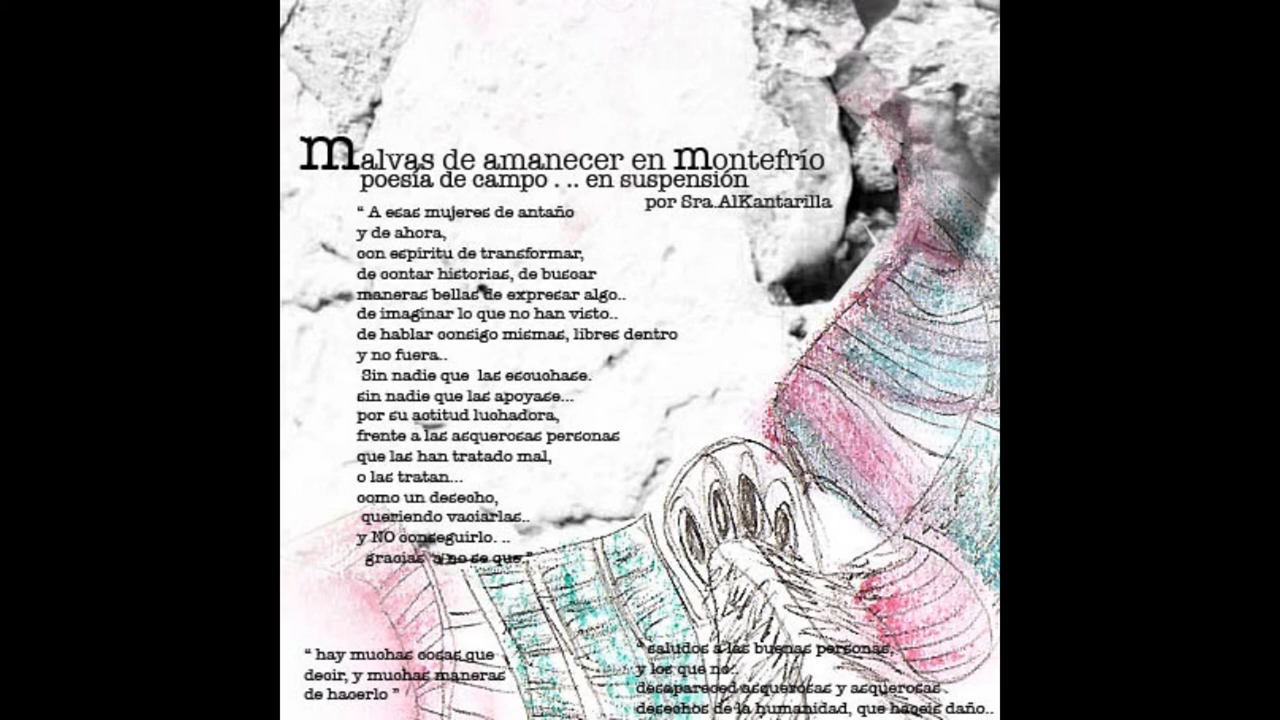 Malvas de amanecer en Montefrío
poesía de campo . .. en suspensión
por Sra.AlKantarilla
“ A esas mujeres de antaño
y de ahora,
con espiritu de transformar,
de contar historias, de buscar
maneras bellas de expresar algo..
de imaginar lo que no han visto..
de hablar consigo mismas, libres dentro
y no fuera..
Sin nadie que las escuchase.
sin nadie que las apoyase...
por su actitud luchadora,
frente a las asquerosas personas
que las han tratado mal,
o las tratan...
como un desecho,
queriendo vaciarlas..
y NO conseguirlo. ..
gracias a no se que ”
“ hay muchas cosas que
decir, y muchas maneras
de hacerlo ”
“ saludos a las buenas personas,
y los que no..
desapareced asquerosas y asquerosas .
desechos de la humanidad, que haceis daño..